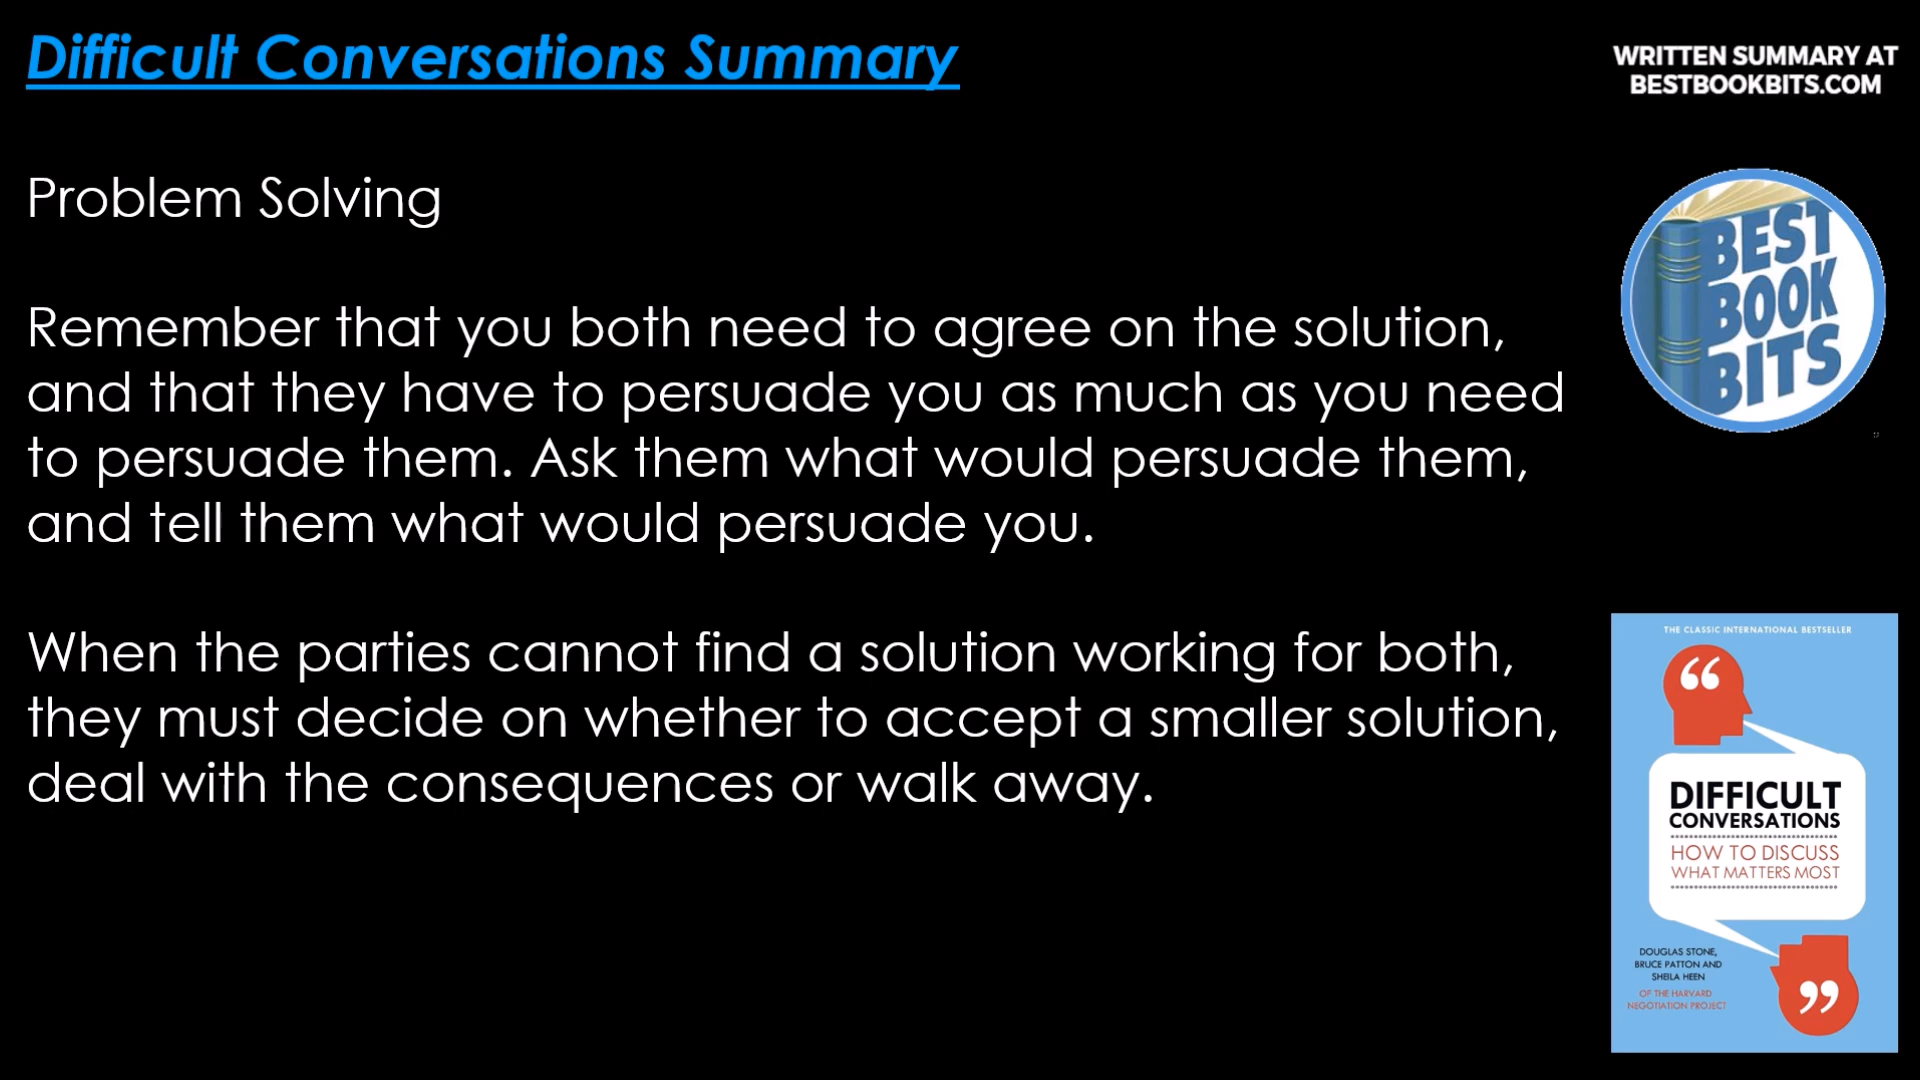 Difficult Conversations Summary
WRITTEN SUMMARY AT
BESTBOOKBITS.COM
Problem Solving
Remember that you both need to agree on the solution,
and that they have to persuade you as much as you need
to persuade them. Ask them what would persuade them,
and tell them what would persuade you.
When the parties cannot find a solution working for both,
they must decide on whether to accept a smaller solution,
deal with the consequences or walk away.
BEST
BOOK
BITS
THE CLASSIC INTERNATIONAL BESTSELLER
“
DIFFICULT
CONVERSATIONS
HOW TO DISCUSS
WHAT MATTERS MOST
DOUGLAS STONE,
BRUCE PATTON AND
SHEILA HEEN
OF THE HARVARD
NEGOTIATION PROJECT
”